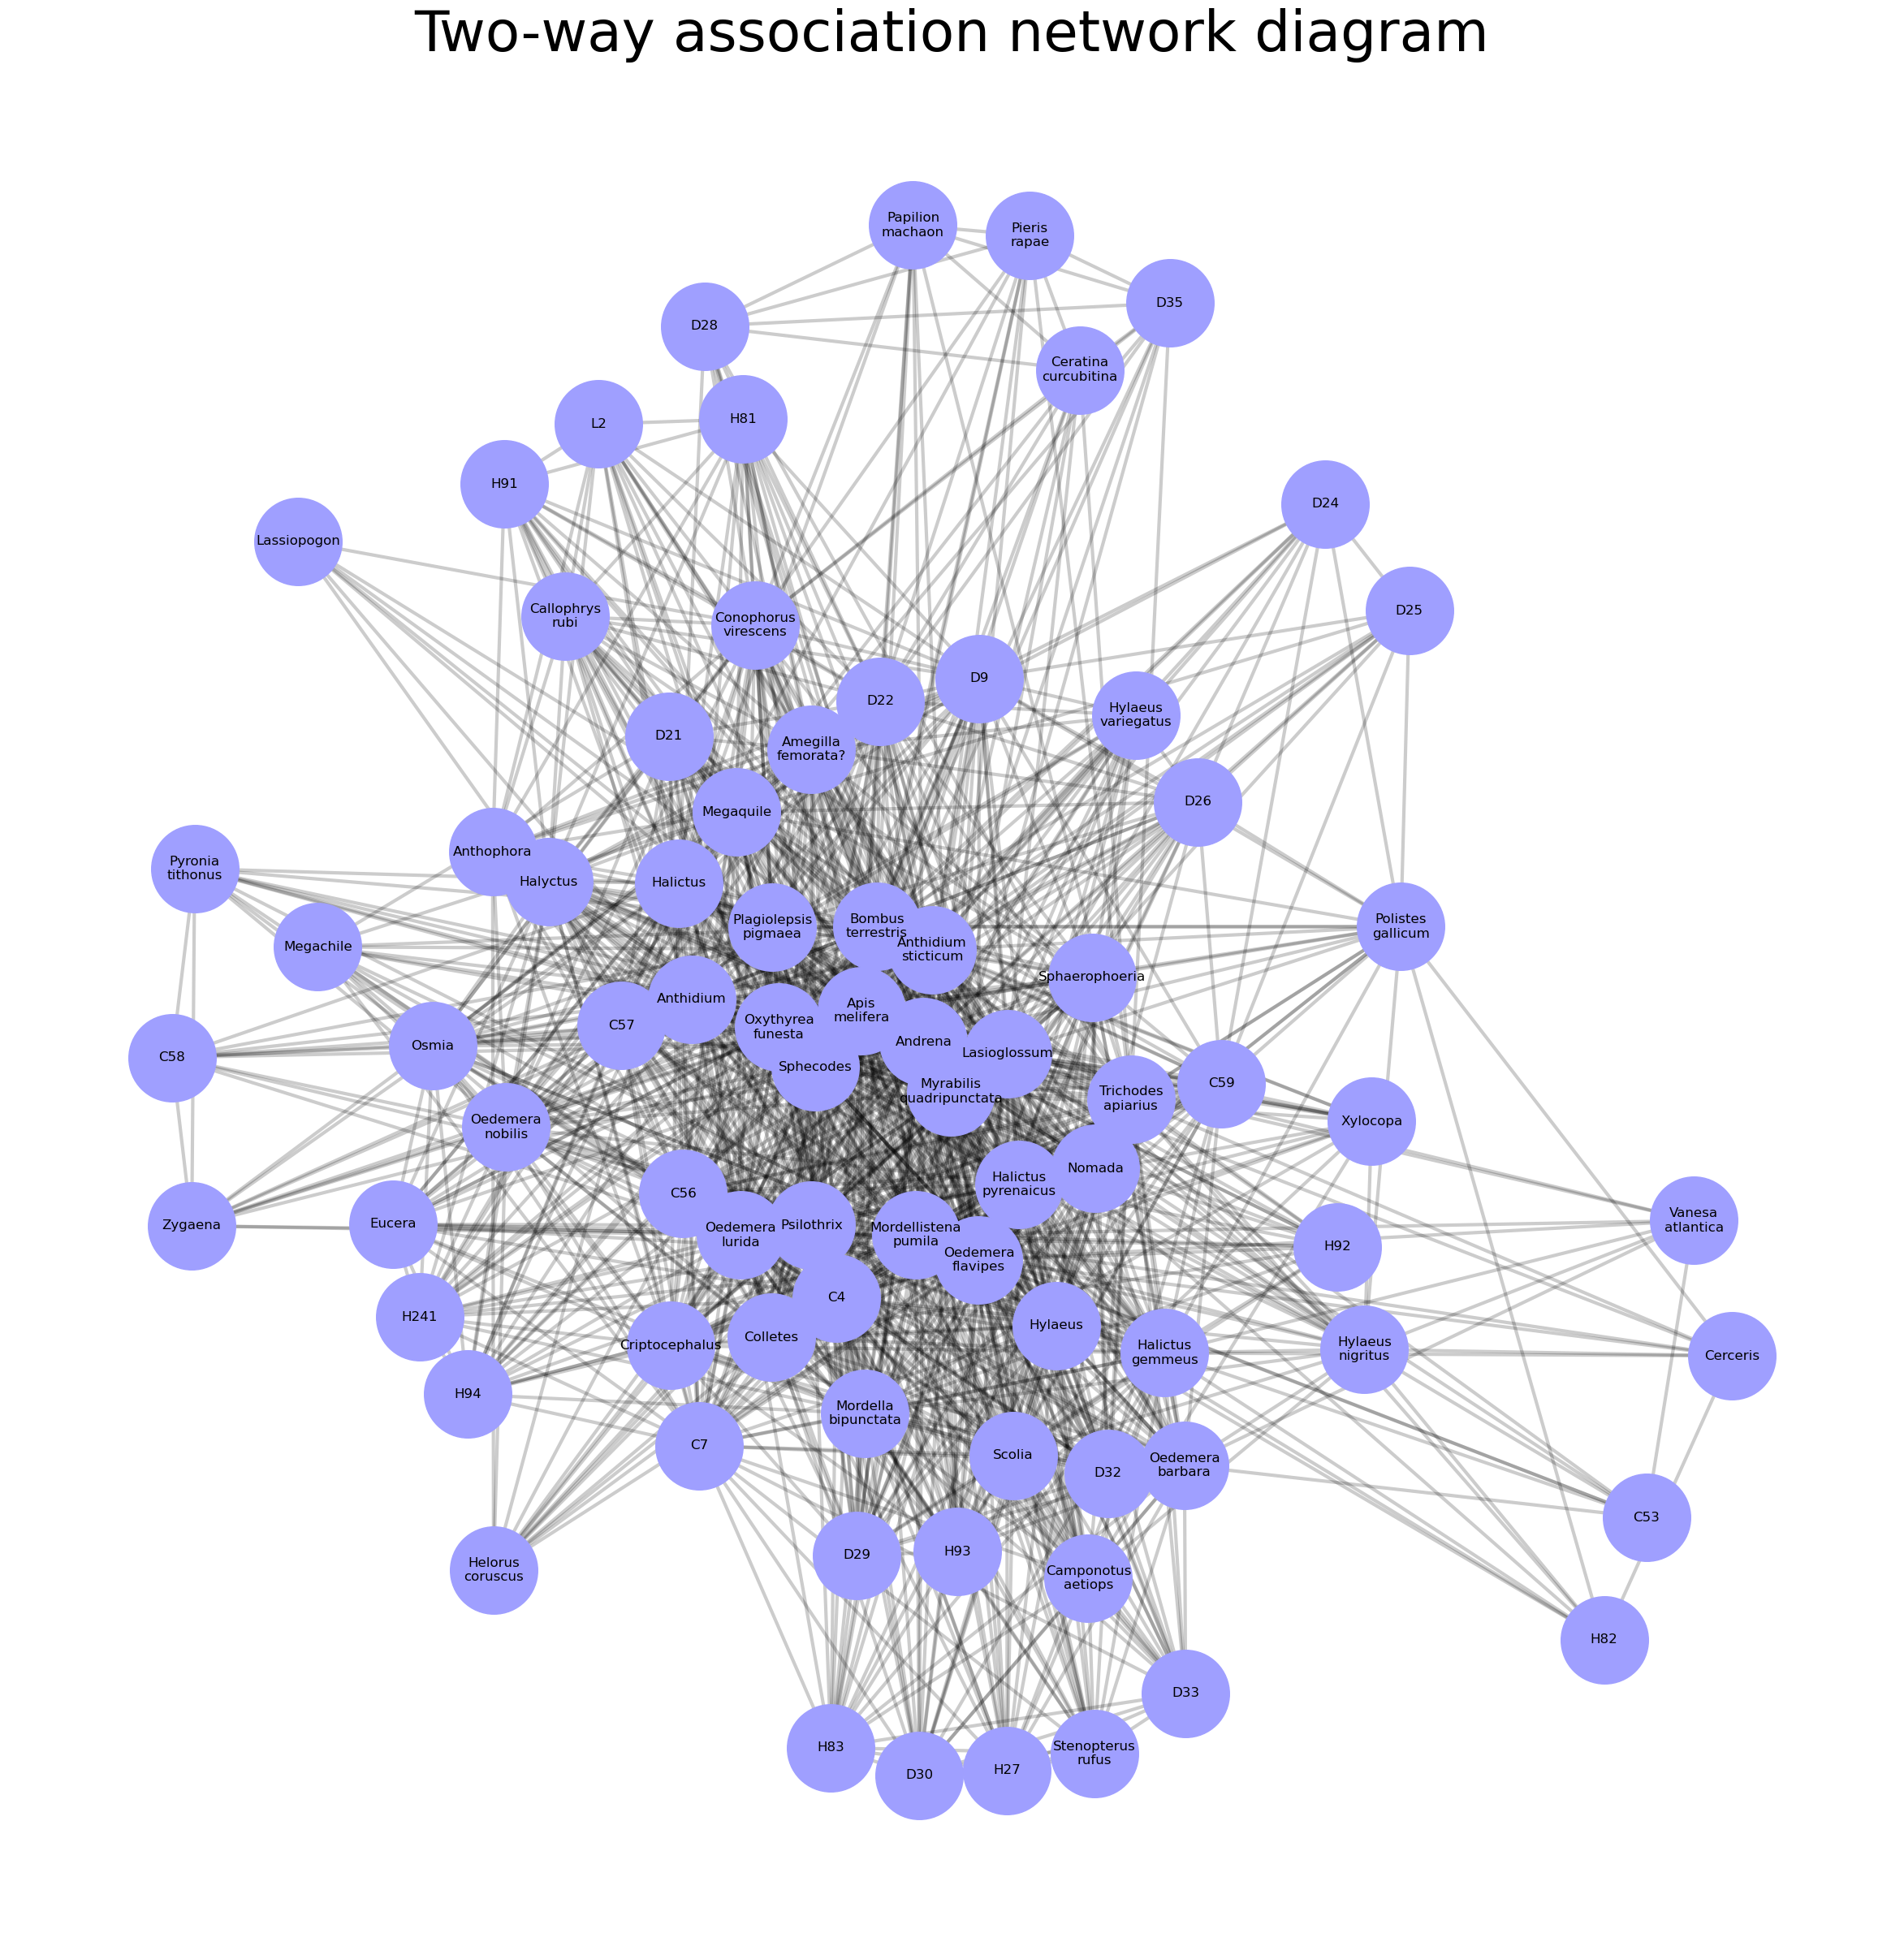 Two-way association network diagram
Papilion
machaon
Pieris
rapae
D35
D28
Ceratina
curcubitina
H81
L2
H91
D24
Lassiopogon
D25
Callophrys
rubi
Conophorus
virescens
D9
D22
Hylaeus
variegatus
D21
Amegilla
femorata?
D26
Megaquile
Anthophora
Pyronia
tithonus
Halyctus
Halictus
Plagiolepsis
pigmaea
Bombus
terrestris
Polistes
gallicum
Anthidium
sticticum
Megachile
Sphaerophoeria
Anthidium
Apis
melifera
C57
Oxythyrea
funesta
Andrena
Osmia
Lasioglossum
C58
Sphecodes
C59
Myrabilis
quadripunctata
Trichodes
apiarius
Xylocopa
Oedemera
nobilis
Nomada
Halictus
pyrenaicus
C56
Vanesa
atlantica
Eucera
Zygaena
Psilothrix
Oedemera
lurida
Mordellistena
pumila
H92
Oedemera
flavipes
C4
H241
Hylaeus
Colletes
Criptocephalus
Halictus
gemmeus
Hylaeus
nigritus
Cerceris
H94
Mordella
bipunctata
C7
Scolia
D32
Oedemera
barbara
C53
H93
D29
Helorus
coruscus
Camponotus
aetiops
H82
D33
H83
Stenopterus
rufus
H27
D30